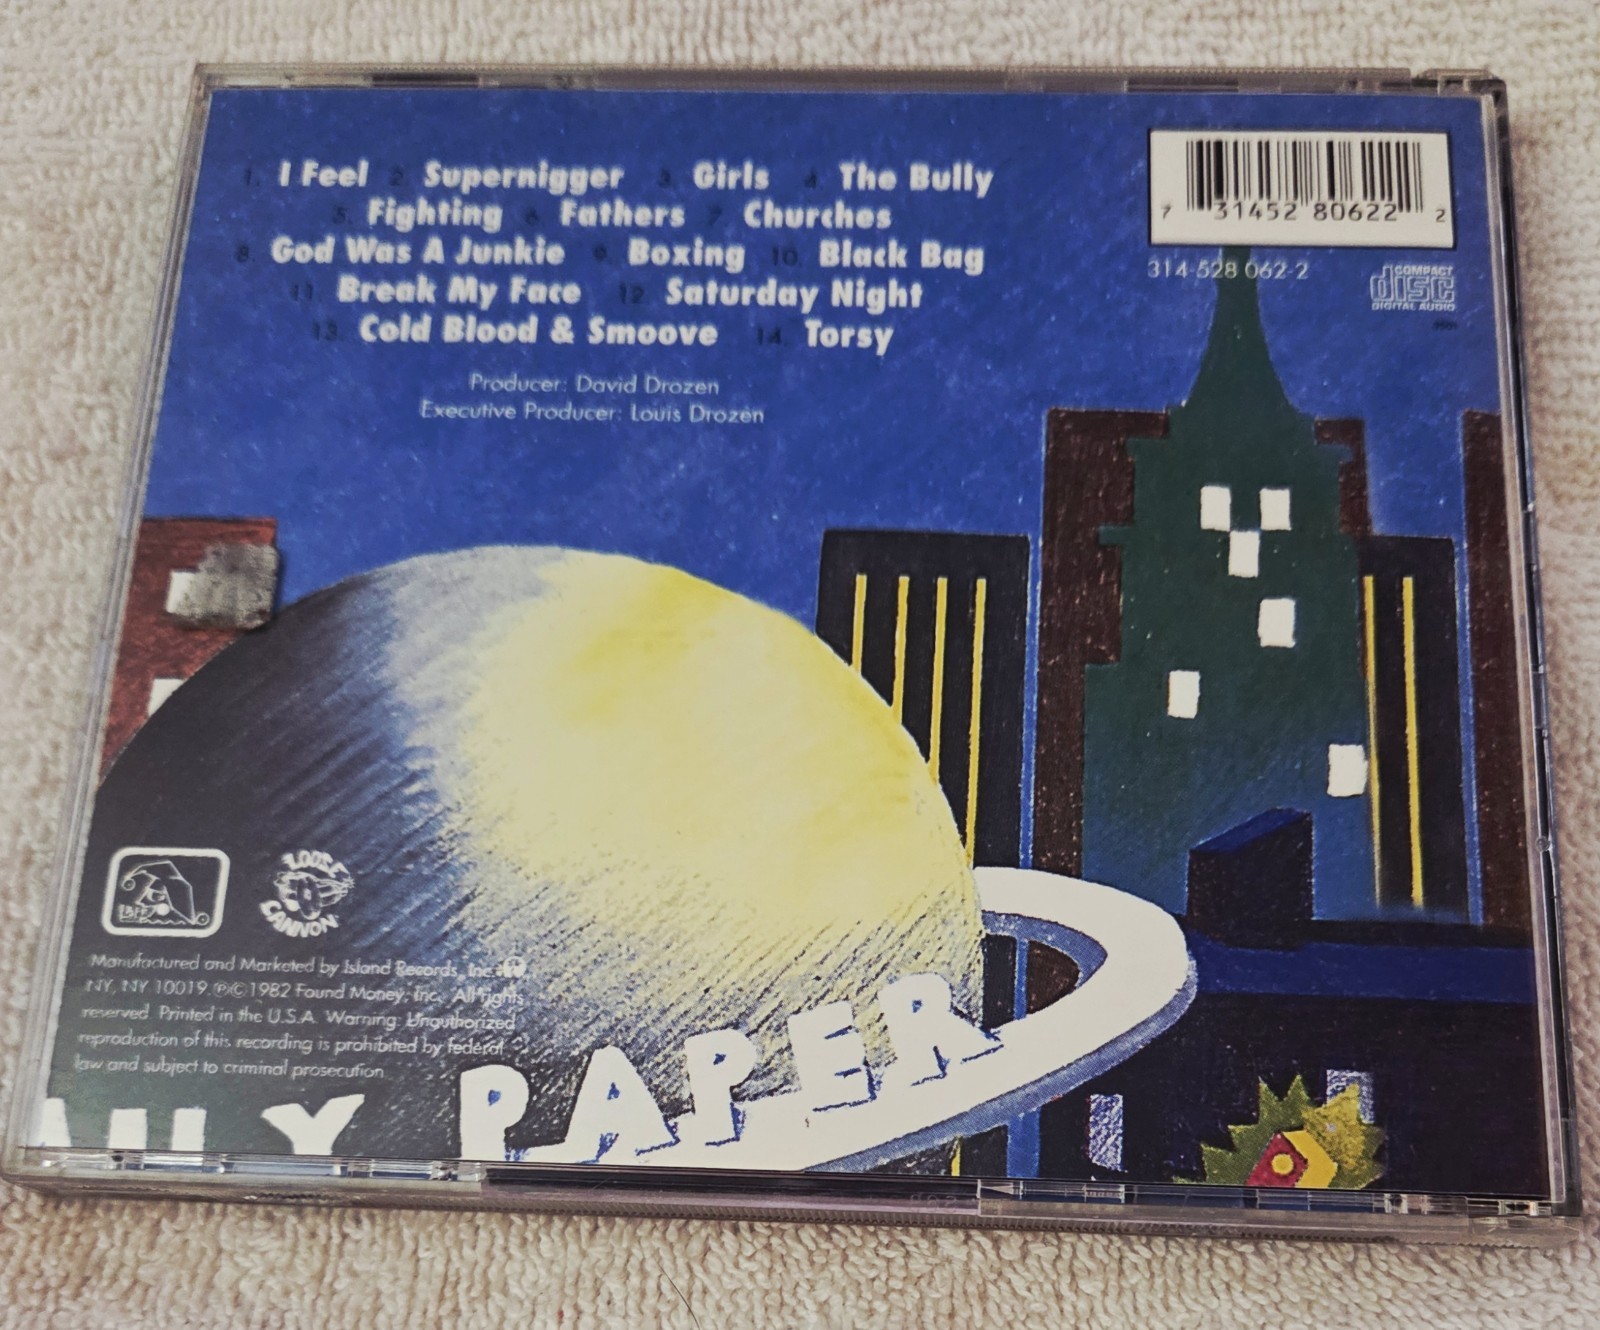 1. I Feel 2. Supernigger 3. Girls 4. The Bully
5. Fighting 6. Fathers 7. Churches
8. God Was A Junkie 9. Boxing 10. Black Bag
11. Break My Face 12. Saturday Night
13. Cold Blood & Smoove 14. Torsy
Producer: David Drozen
Executive Producer: Louis Drozen
7 31452 80622 2
314-528 062-2
COMPACT
disc
DIGITAL AUDIO
LAFF
LOOSE
CANNON
Manufactured and Marketed by Island Records, Inc.
NY, NY 10019. ℗©1982 Found Money, Inc. All rights
reserved. Printed in the U.S.A. Warning: Unauthorized
reproduction of this recording is prohibited by federal
law and subject to criminal prosecution
AILY PAPER